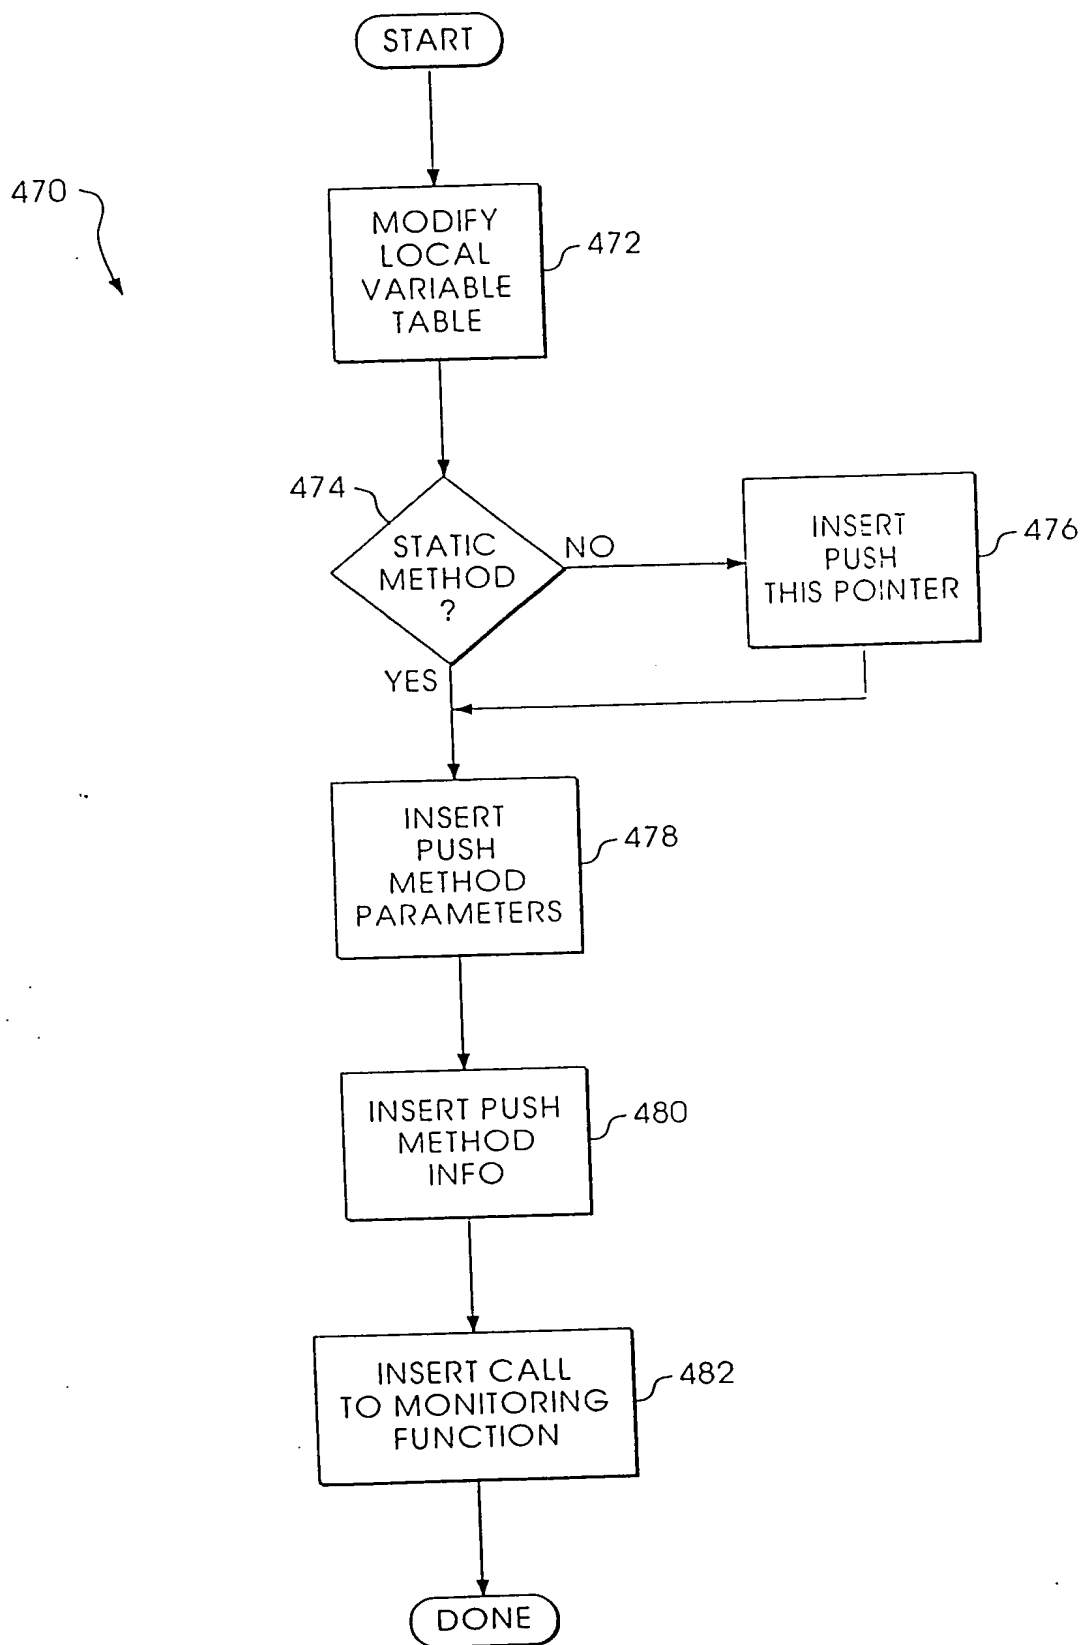 START
470
MODIFY
LOCAL
VARIABLE
TABLE
472
474
STATIC
METHOD
?
NO
YES
INSERT
PUSH
THIS POINTER
476
INSERT
PUSH
METHOD
PARAMETERS
478
INSERT PUSH
METHOD
INFO
480
INSERT CALL
TO MONITORING
FUNCTION
482
DONE